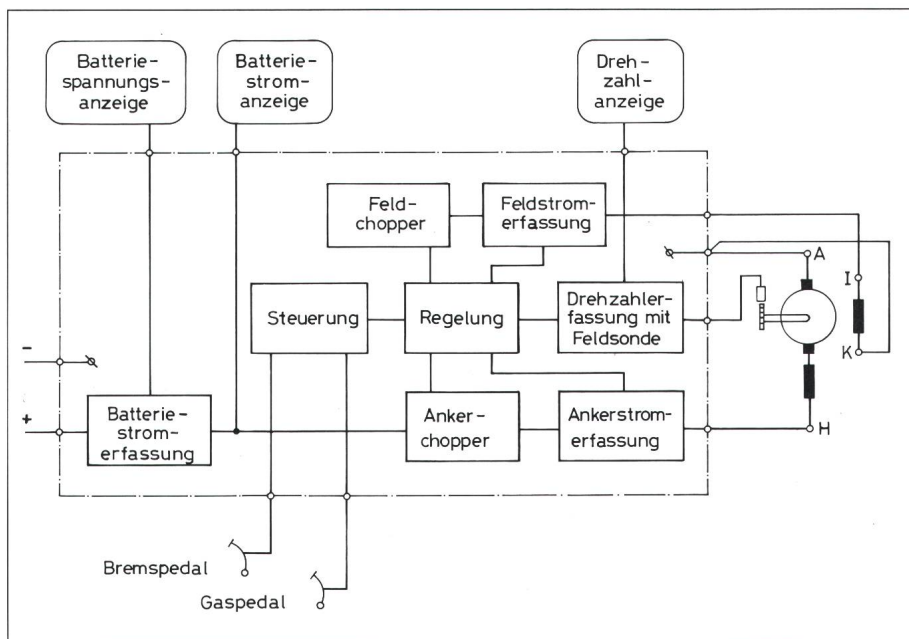 Batterie-
spannungs-
anzeige
Batterie-
strom-
anzeige
Dreh-
zahl-
anzeige
Feld-
chopper
Feldstrom-
erfassung
A
I
Steuerung
Regelung
Drehzahler-
fassung mit
Feldsonde
K
-
+
Batterie-
strom-
erfassung
Anker-
chopper
Ankerstrom-
erfassung
H
Bremspedal
Gaspedal